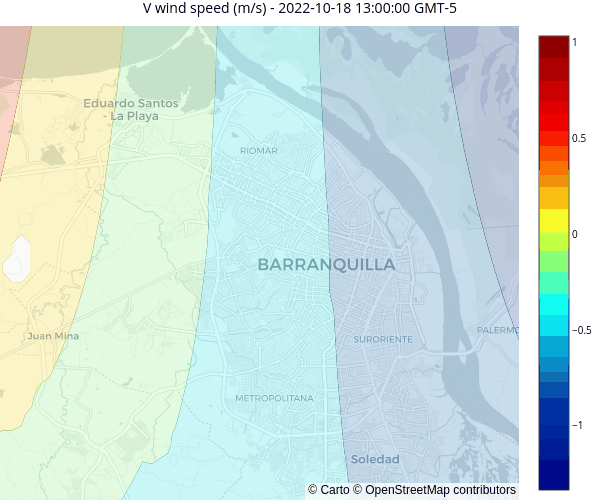 V wind speed (m/s) - 2022-10-18 13:00:00 GMT-5
Eduardo Santos
- La Playa
RIOMAR
BARRANQUILLA
Juan Mina
SURORIENTE
PALERMO
METROPOLITANA
Soledad
© Carto © OpenStreetMap contributors
1
0.5
0
−0.5
−1